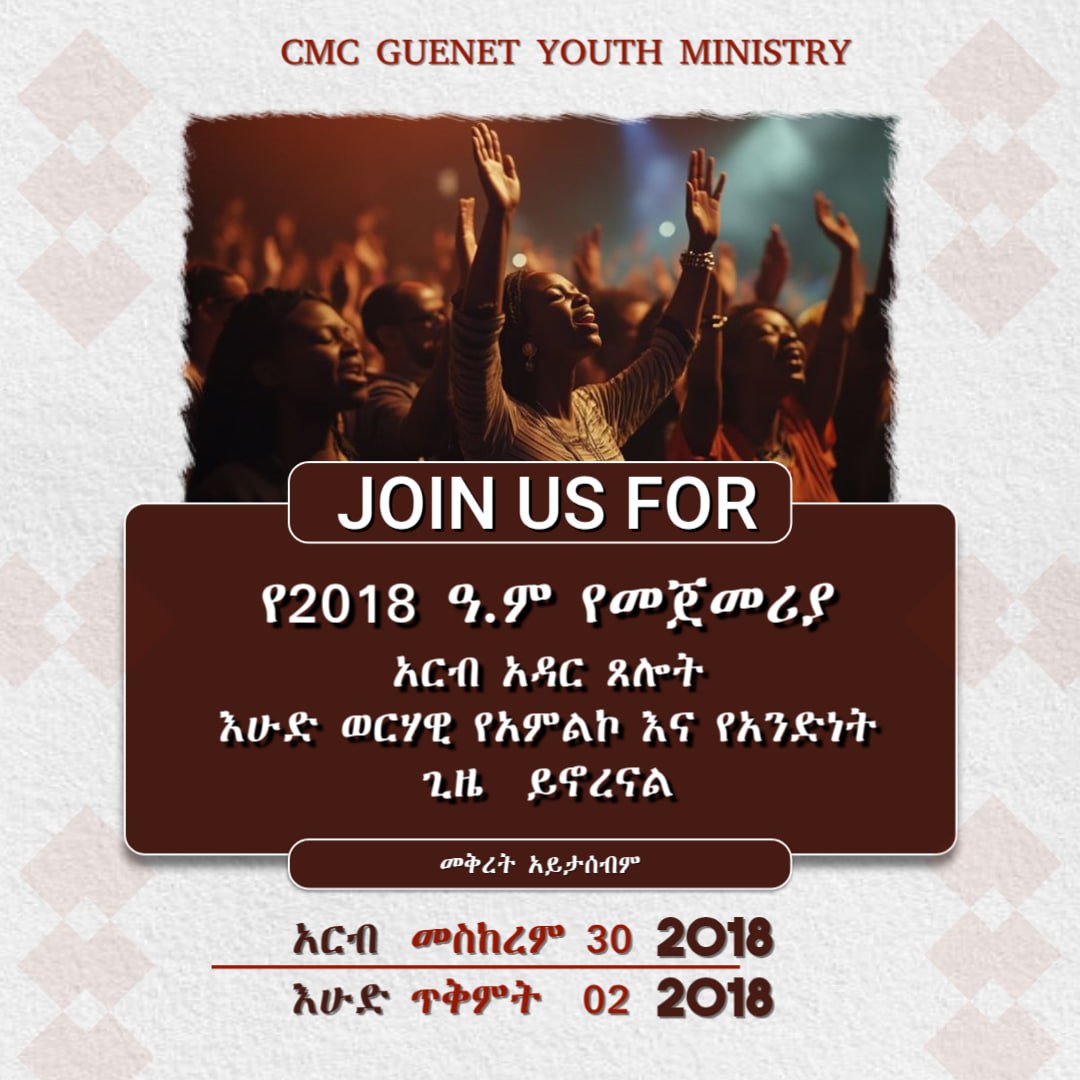 CMC GUENET YOUTH MINISTRY
JOIN US FOR
የ2018 ዓ.ም የመጀመሪያ
አርብ አዳር ጸሎት
እሁድ ወርሃዊ የአምልኮ እና የአንድነት
ጊዜ ይኖረናል
መቅረት አይታሰብም
አርብ መስከረም 30 2018
እሁድ ጥቅምት 02 2018